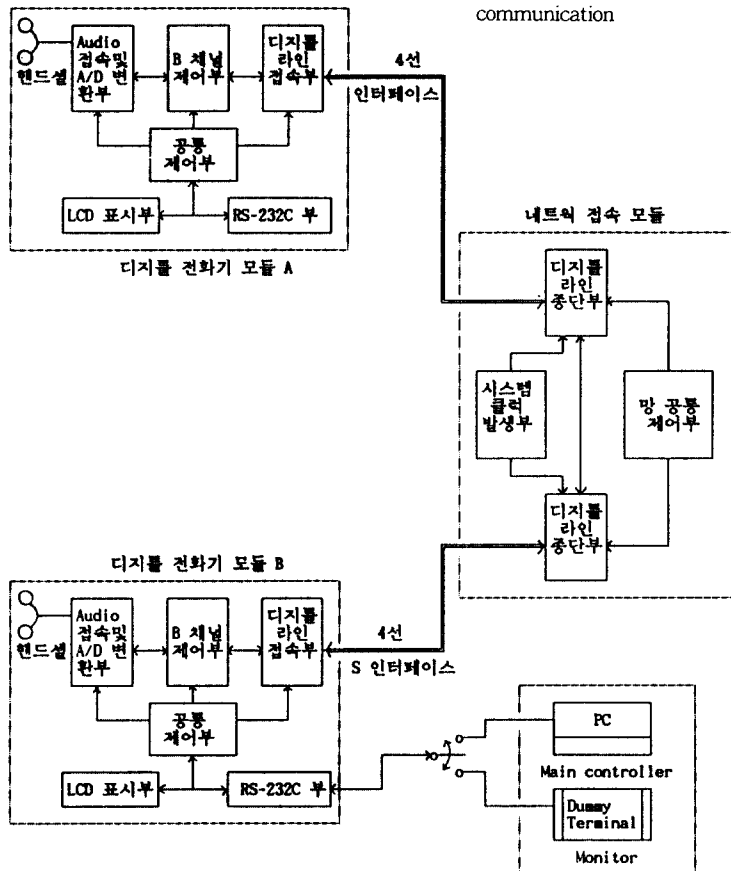 communication
Audio
접속및
A/D 변
환부
핸드셑
B 채널
제어부
디지틀
라인
접속부
4선
인터페이스
공통
제어부
LCD 표시부
RS-232C 부
디지틀 전화기 모듈 A
네트웍 접속 모듈
디지틀
라인
종단부
시스템
클럭
발생부
망 공통
제어부
디지틀
라인
종단부
디지틀 전화기 모듈 B
Audio
접속및
A/D 변
환부
핸드셑
B 채널
제어부
디지틀
라인
접속부
4선
S 인터페이스
공통
제어부
LCD 표시부
RS-232C 부
PC
Main controller
Dummy
Terminal
Monitor